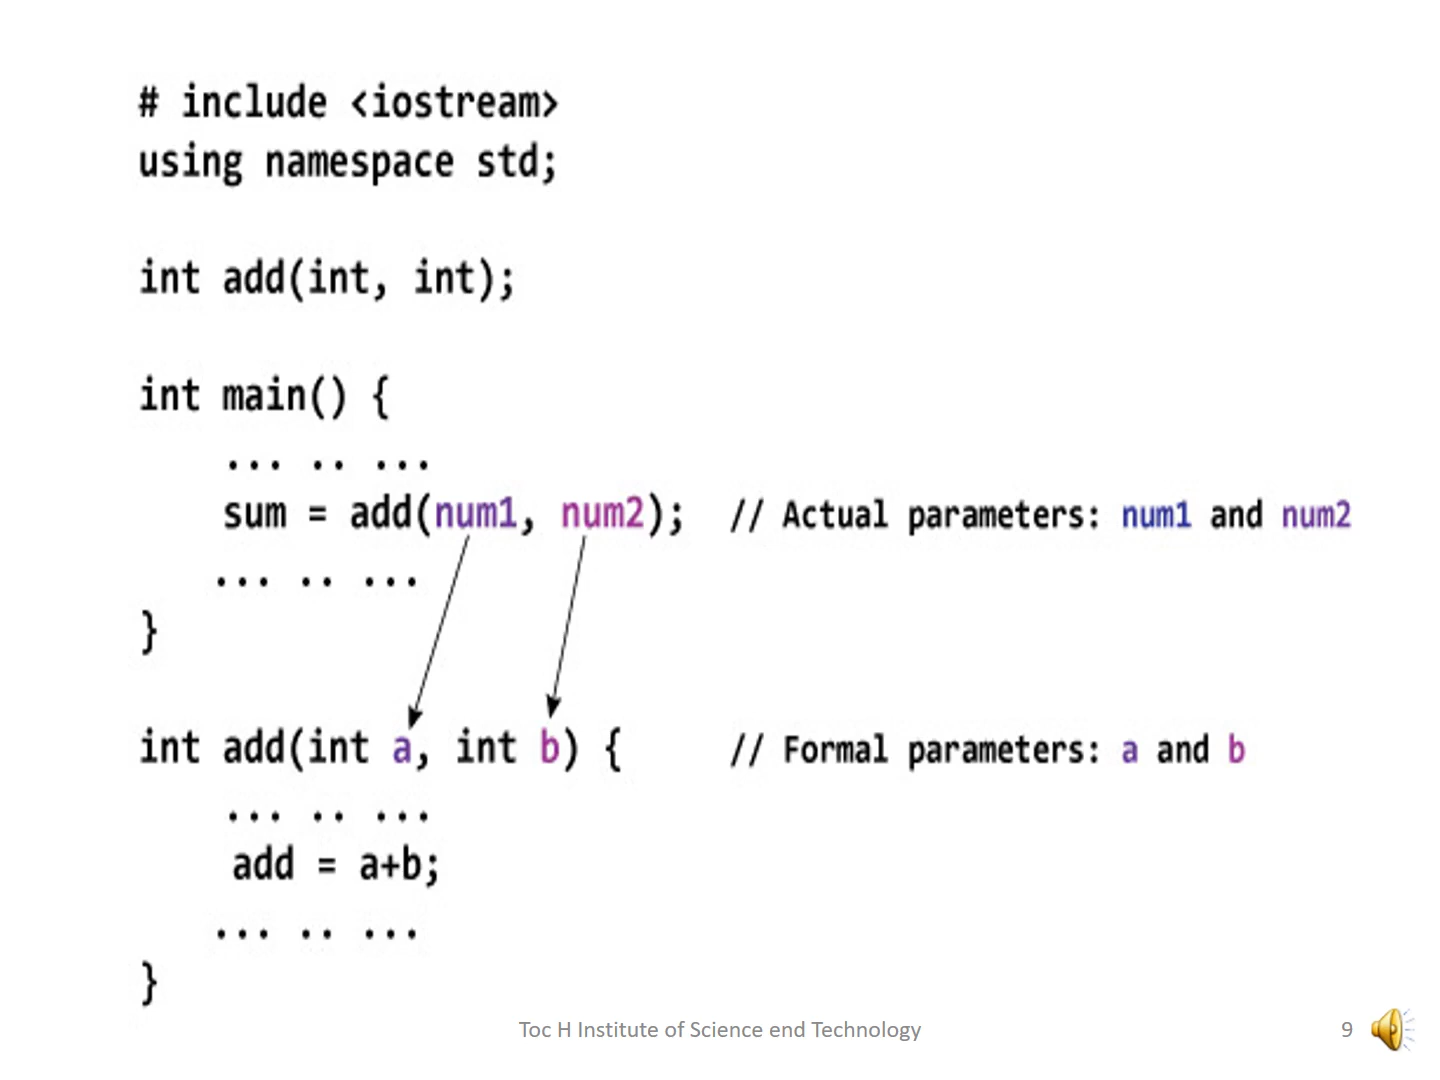 # include <iostream>
using namespace std;
int add(int, int);
int main() {
... .. ...
sum = add(num1, num2); // Actual parameters: num1 and num2
... .. ...
}
int add(int a, int b) { // Formal parameters: a and b
... .. ...
add = a+b;
... .. ...
}
Toc H Institute of Science end Technology 9